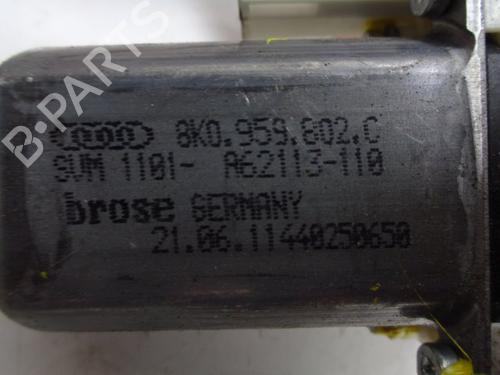 8K0.959.802.C
SVM 1101- A62113-110
brose GERMANY
21.06.11440250650
B-PARTS